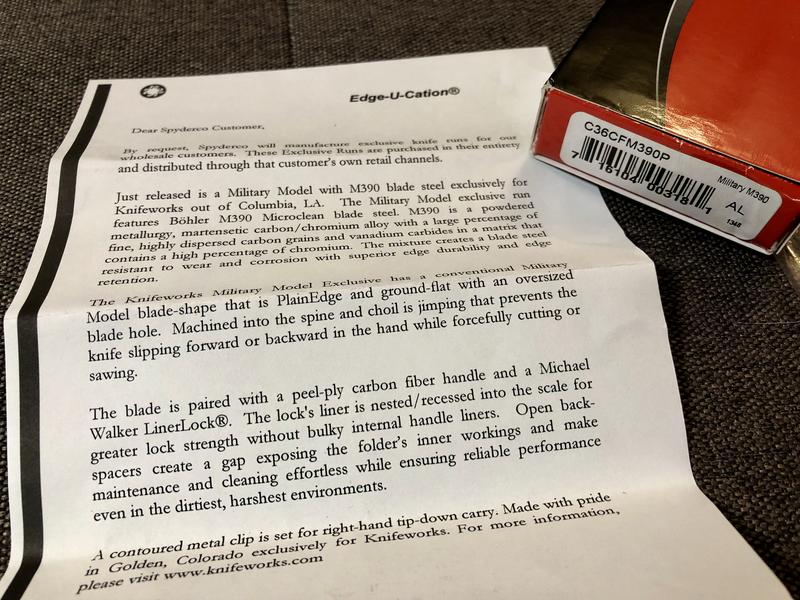 Edge-U-Cation®
Dear Spyderco Customer,
By request, Spyderco will manufacture exclusive knife runs for our
wholesale customers. These Exclusive Runs are purchased in their entirety
and distributed through that customer's own retail channels.
Just released is a Military Model with M390 blade steel exclusively for
Knifeworks out of Columbia, LA. The Military Model exclusive run
features Böhler M390 Microclean blade steel. M390 is a powdered
metallurgy, martensetic carbon/chromium alloy with a large percentage of
fine, highly dispersed carbon grains and vanadium carbides in a matrix that
contains a high percentage of chromium. The mixture creates a blade steel
resistant to wear and corrosion with superior edge durability and edge
retention.
The Knifeworks Military Model Exclusive has a conventional Military
Model blade-shape that is PlainEdge and ground-flat with an oversized
blade hole. Machined into the spine and choil is jimping that prevents the
knife slipping forward or backward in the hand while forcefully cutting or
sawing.
The blade is paired with a peel-ply carbon fiber handle and a Michael
Walker LinerLock®. The lock's liner is nested/recessed into the scale for
greater lock strength without bulky internal handle liners. Open back-
spacers create a gap exposing the folder's inner workings and make
maintenance and cleaning effortless while ensuring reliable performance
even in the dirtiest, harshest environments.
A contoured metal clip is set for right-hand tip-down carry. Made with pride
in Golden, Colorado exclusively for Knifeworks. For more information,
please visit www.knifeworks.com
C36CFM390P
Military M390
7 16104 00318 1
AL
1348